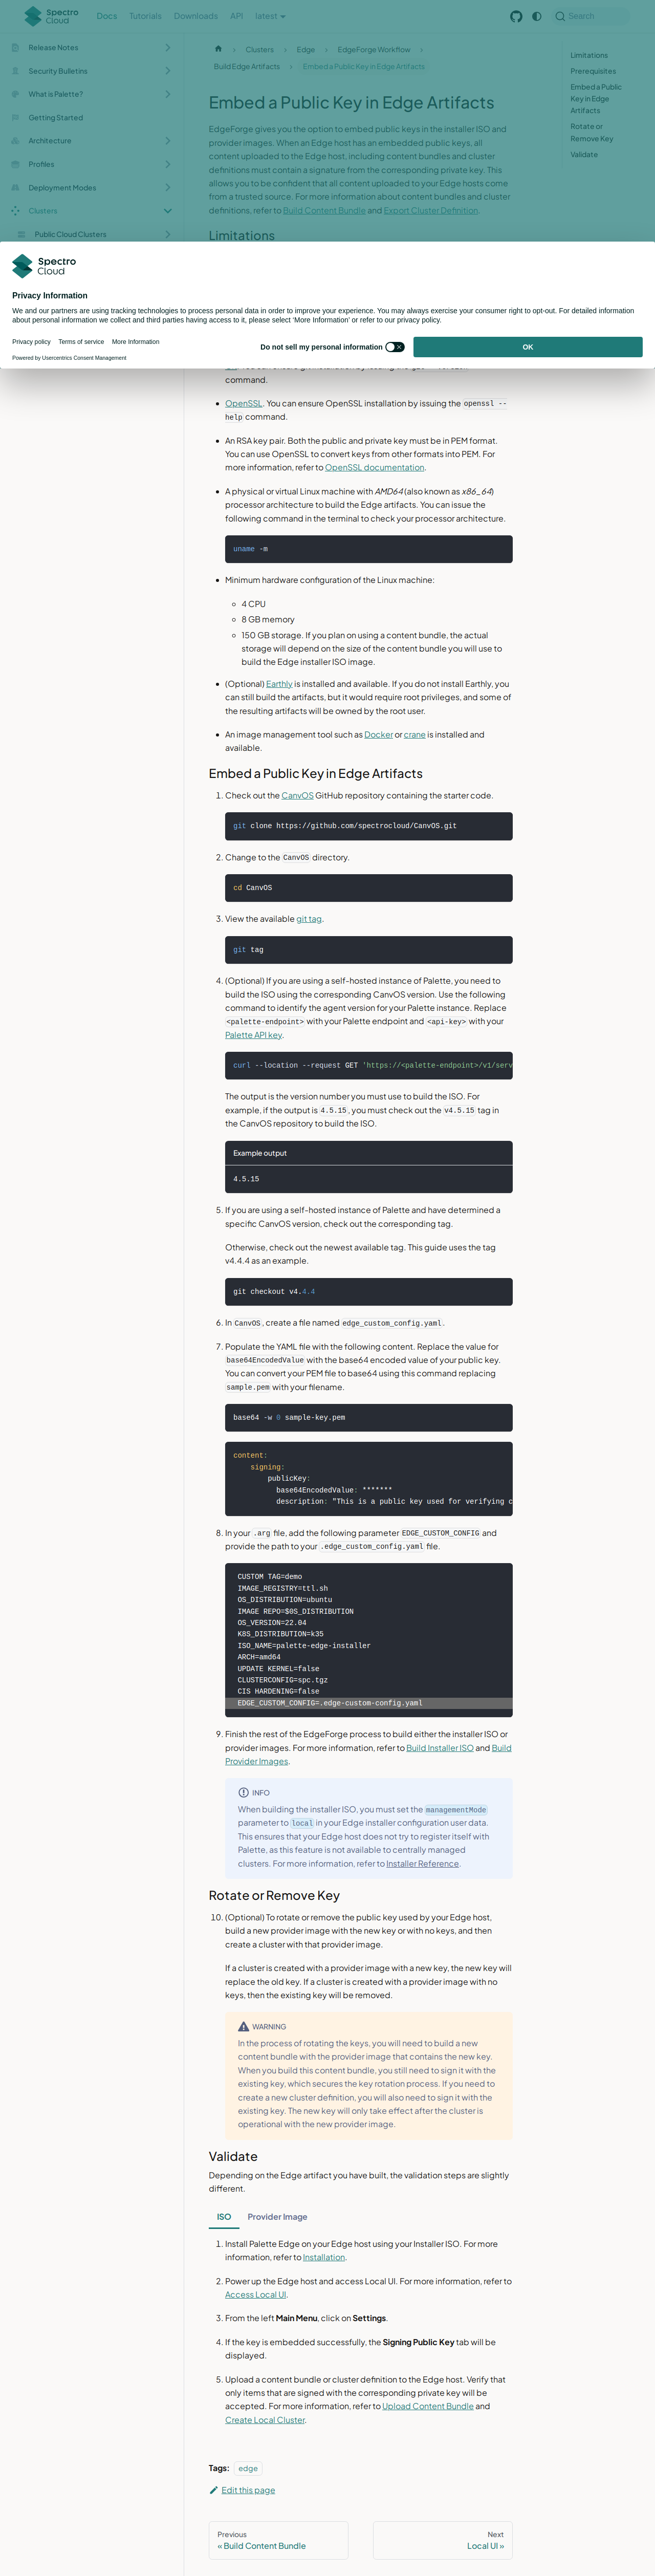 Spectro Cloud
Docs Tutorials Downloads API latest
Search
Release Notes
Security Bulletins
What is Palette?
Getting Started
Architecture
Profiles
Deployment Modes
Clusters
Public Cloud Clusters
Clusters › Edge › EdgeForge Workflow ›
Build Edge Artifacts › Embed a Public Key in Edge Artifacts
Embed a Public Key in Edge Artifacts
EdgeForge gives you the option to embed public keys in the installer ISO and
provider images. When an Edge host has an embedded public keys, all
content uploaded to the Edge host, including content bundles and cluster
definitions must contain a signature from the corresponding private key. This
allows you to be confident that all content uploaded to your Edge hosts come
from a trusted source. For more information about content bundles and cluster
definitions, refer to Build Content Bundle and Export Cluster Definition.
Limitations
Limitations
Prerequisites
Embed a Public
Key in Edge
Artifacts
Rotate or
Remove Key
Validate
Spectro
Cloud
Privacy Information
We and our partners are using tracking technologies to process personal data in order to improve your experience. You may always exercise your consumer right to opt-out. For detailed information
about personal information we collect and third parties having access to it, please select 'More Information' or refer to our privacy policy.
Privacy policy Terms of service More Information
Powered by Usercentrics Consent Management
Do not sell my personal information
OK
command.
OpenSSL. You can ensure OpenSSL installation by issuing the openssl --
help command.
An RSA key pair. Both the public and private key must be in PEM format.
You can use OpenSSL to convert keys from other formats into PEM. For
more information, refer to OpenSSL documentation.
A physical or virtual Linux machine with AMD64 (also known as x86_64)
processor architecture to build the Edge artifacts. You can issue the
following command in the terminal to check your processor architecture.
uname -m
Minimum hardware configuration of the Linux machine:
4 CPU
8 GB memory
150 GB storage. If you plan on using a content bundle, the actual
storage will depend on the size of the content bundle you will use to
build the Edge installer ISO image.
(Optional) Earthly is installed and available. If you do not install Earthly, you
can still build the artifacts, but it would require root privileges, and some of
the resulting artifacts will be owned by the root user.
An image management tool such as Docker or crane is installed and
available.
Embed a Public Key in Edge Artifacts
1. Check out the CanvOS GitHub repository containing the starter code.
git clone https://github.com/spectrocloud/CanvOS.git
2. Change to the CanvOS directory.
cd CanvOS
3. View the available git tag.
git tag
4. (Optional) If you are using a self-hosted instance of Palette, you need to
build the ISO using the corresponding CanvOS version. Use the following
command to identify the agent version for your Palette instance. Replace
<palette-endpoint> with your Palette endpoint and <api-key> with your
Palette API key.
curl --location --request GET 'https://<palette-endpoint>/v1/serv
The output is the version number you must use to build the ISO. For
example, if the output is 4.5.15, you must check out the v4.5.15 tag in
the CanvOS repository to build the ISO.
Example output
4.5.15
5. If you are using a self-hosted instance of Palette and have determined a
specific CanvOS version, check out the corresponding tag.
Otherwise, check out the newest available tag. This guide uses the tag
v4.4.4 as an example.
git checkout v4.4.4
6. In CanvOS, create a file named edge_custom_config.yaml.
7. Populate the YAML file with the following content. Replace the value for
base64EncodedValue with the base64 encoded value of your public key.
You can convert your PEM file to base64 using this command replacing
sample.pem with your filename.
base64 -w 0 sample-key.pem
content:
signing:
publicKey:
base64EncodedValue: *******
description: "This is a public key used for verifying c
8. In your .arg file, add the following parameter EDGE_CUSTOM_CONFIG and
provide the path to your .edge_custom_config.yaml file.
CUSTOM TAG=demo
IMAGE_REGISTRY=ttl.sh
OS_DISTRIBUTION=ubuntu
IMAGE REPO=$0S_DISTRIBUTION
OS_VERSION=22.04
K8S_DISTRIBUTION=k35
ISO_NAME=palette-edge-installer
ARCH=amd64
UPDATE KERNEL=false
CLUSTERCONFIG=spc.tgz
CIS HARDENING=false
EDGE_CUSTOM_CONFIG=.edge-custom-config.yaml
9. Finish the rest of the EdgeForge process to build either the installer ISO or
provider images. For more information, refer to Build Installer ISO and Build
Provider Images.
INFO
When building the installer ISO, you must set the managementMode
parameter to local in your Edge installer configuration user data.
This ensures that your Edge host does not try to register itself with
Palette, as this feature is not available to centrally managed
clusters. For more information, refer to Installer Reference.
Rotate or Remove Key
10. (Optional) To rotate or remove the public key used by your Edge host,
build a new provider image with the new key or with no keys, and then
create a cluster with that provider image.
If a cluster is created with a provider image with a new key, the new key will
replace the old key. If a cluster is created with a provider image with no
keys, then the existing key will be removed.
WARNING
In the process of rotating the keys, you will need to build a new
content bundle with the provider image that contains the new key.
When you build this content bundle, you still need to sign it with the
existing key, which secures the key rotation process. If you need to
create a new cluster definition, you will also need to sign it with the
existing key. The new key will only take effect after the cluster is
operational with the new provider image.
Validate
Depending on the Edge artifact you have built, the validation steps are slightly
different.
ISO Provider Image
1. Install Palette Edge on your Edge host using your Installer ISO. For more
information, refer to Installation.
2. Power up the Edge host and access Local UI. For more information, refer to
Access Local UI.
3. From the left Main Menu, click on Settings.
4. If the key is embedded successfully, the Signing Public Key tab will be
displayed.
5. Upload a content bundle or cluster definition to the Edge host. Verify that
only items that are signed with the corresponding private key will be
accepted. For more information, refer to Upload Content Bundle and
Create Local Cluster.
Tags: edge
Edit this page
Previous
« Build Content Bundle
Next
Local UI »